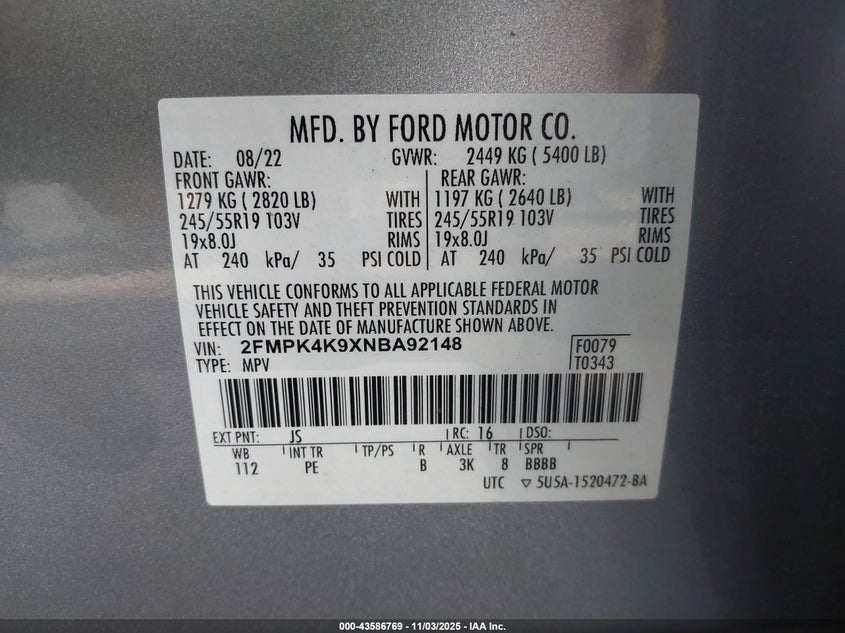 MFD. BY FORD MOTOR CO.
DATE: 08/22 GVWR: 2449 KG ( 5400 LB)
FRONT GAWR: REAR GAWR:
1279 KG ( 2820 LB) WITH 1197 KG ( 2640 LB) WITH
245/55R19 103V TIRES 245/55R19 103V TIRES
19x8.0J RIMS 19x8.0J RIMS
AT 240 kPa/ 35 PSI COLD AT 240 kPa/ 35 PSI COLD
THIS VEHICLE CONFORMS TO ALL APPLICABLE FEDERAL MOTOR
VEHICLE SAFETY AND THEFT PREVENTION STANDARDS IN
EFFECT ON THE DATE OF MANUFACTURE SHOWN ABOVE.
VIN: 2FMPK4K9XNBA92148 F0079
TYPE: MPV T0343
EXT PNT: JS RC: 16 DSO:
WB INT TR TP/PS R AXLE TR SPR
112 PE B 3K 8 BBBB
UTC ▽ 5U5A-1520472-BA
000-43586769 - 11/03/2025 - IAA Inc.